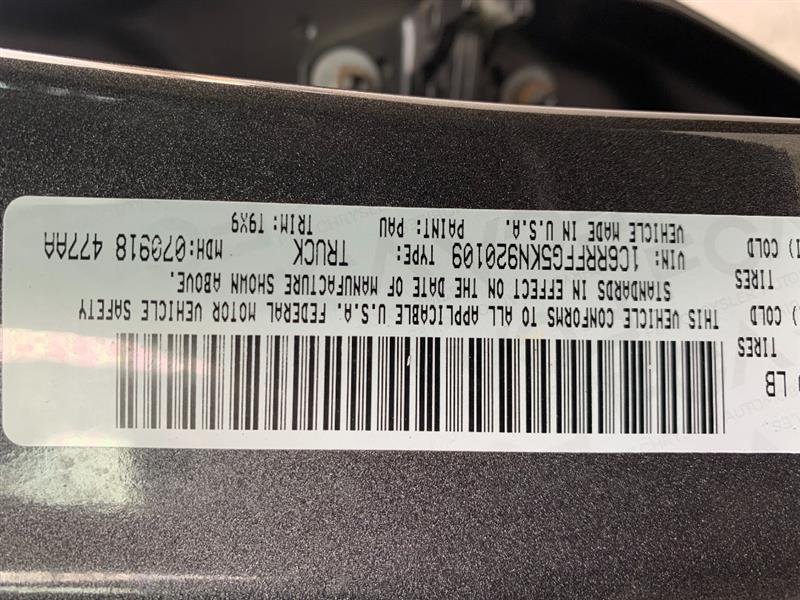 0 LB
TIRES
) COLD
THIS VEHICLE CONFORMS TO ALL APPLICABLE U.S.A. FEDERAL MOTOR VEHICLE SAFETY
STANDARDS IN EFFECT ON THE DATE OF MANUFACTURE SHOWN ABOVE.
TIRES
I) COLD
VIN: 1C6RRFFG5KN920109 TYPE: TRUCK MDH:070918 477AA
VEHICLE MADE IN U.S.A. PAINT: PAU TRIM: T9X9